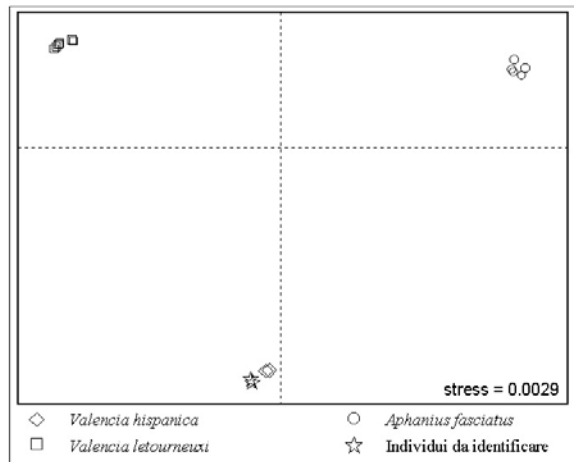 stress = 0.0029
Valencia hispanica
Aphanius fasciatus
Valencia letourneuxi
Individui da identificare